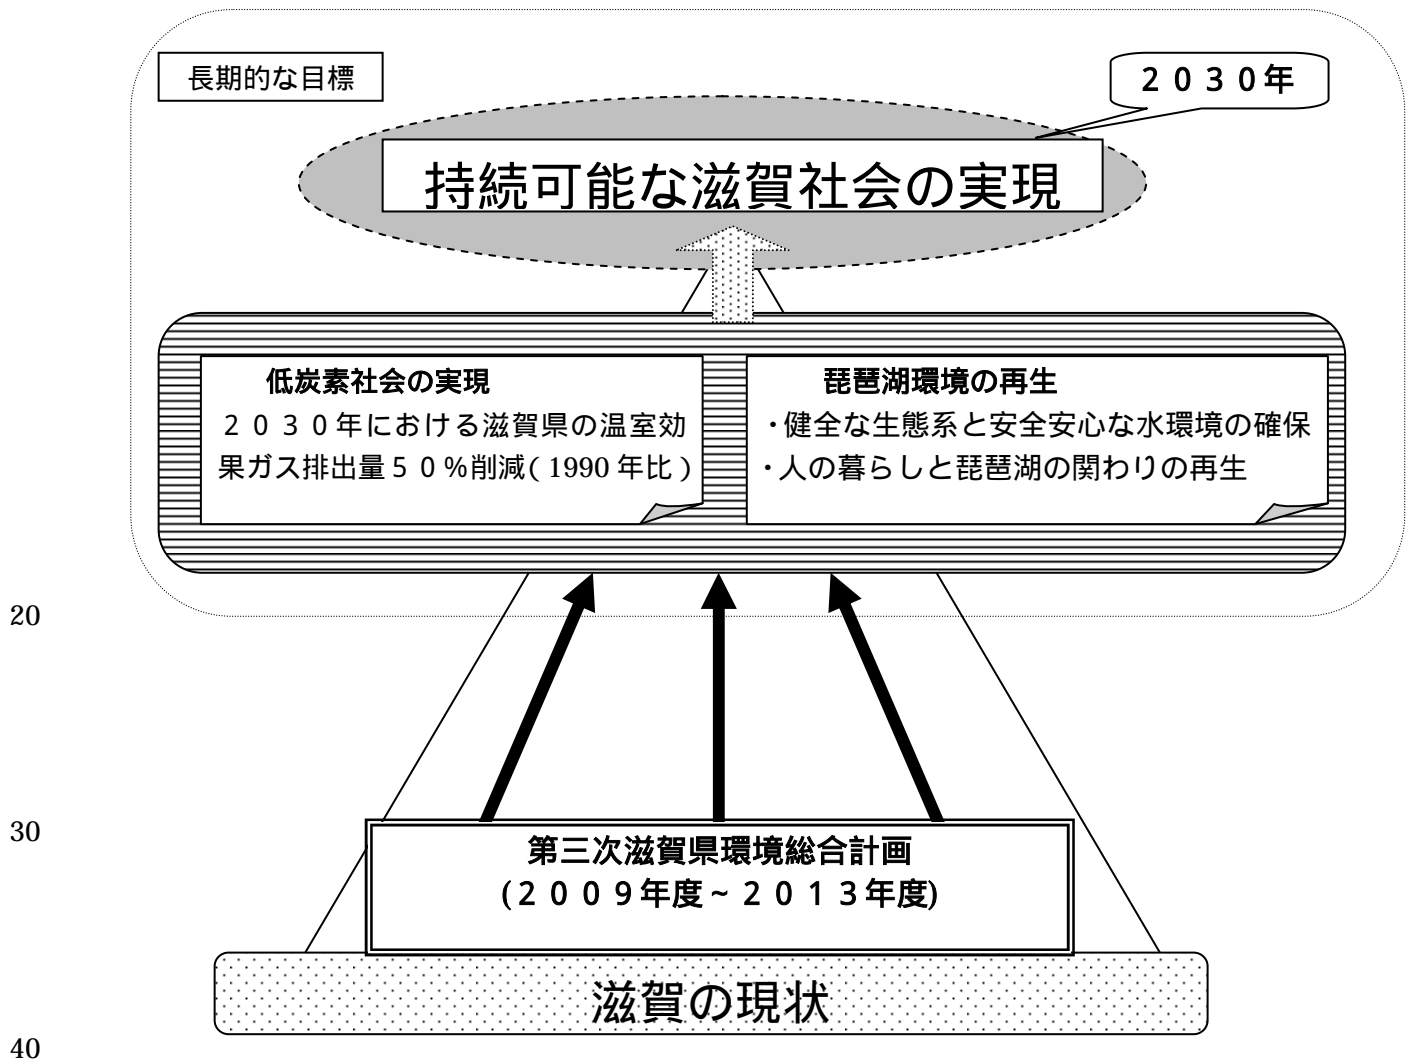 長期的な目標
２０３０年
持続可能な滋賀社会の実現
低炭素社会の実現
２０３０年における滋賀県の温室効
果ガス排出量５０％削減(1990年比)
琵琶湖環境の再生
・健全な生態系と安全安心な水環境の確保
・人の暮らしと琵琶湖の関わりの再生
20
30
第三次滋賀県環境総合計画
(２００９年度～２０１３年度)
滋賀の現状
40